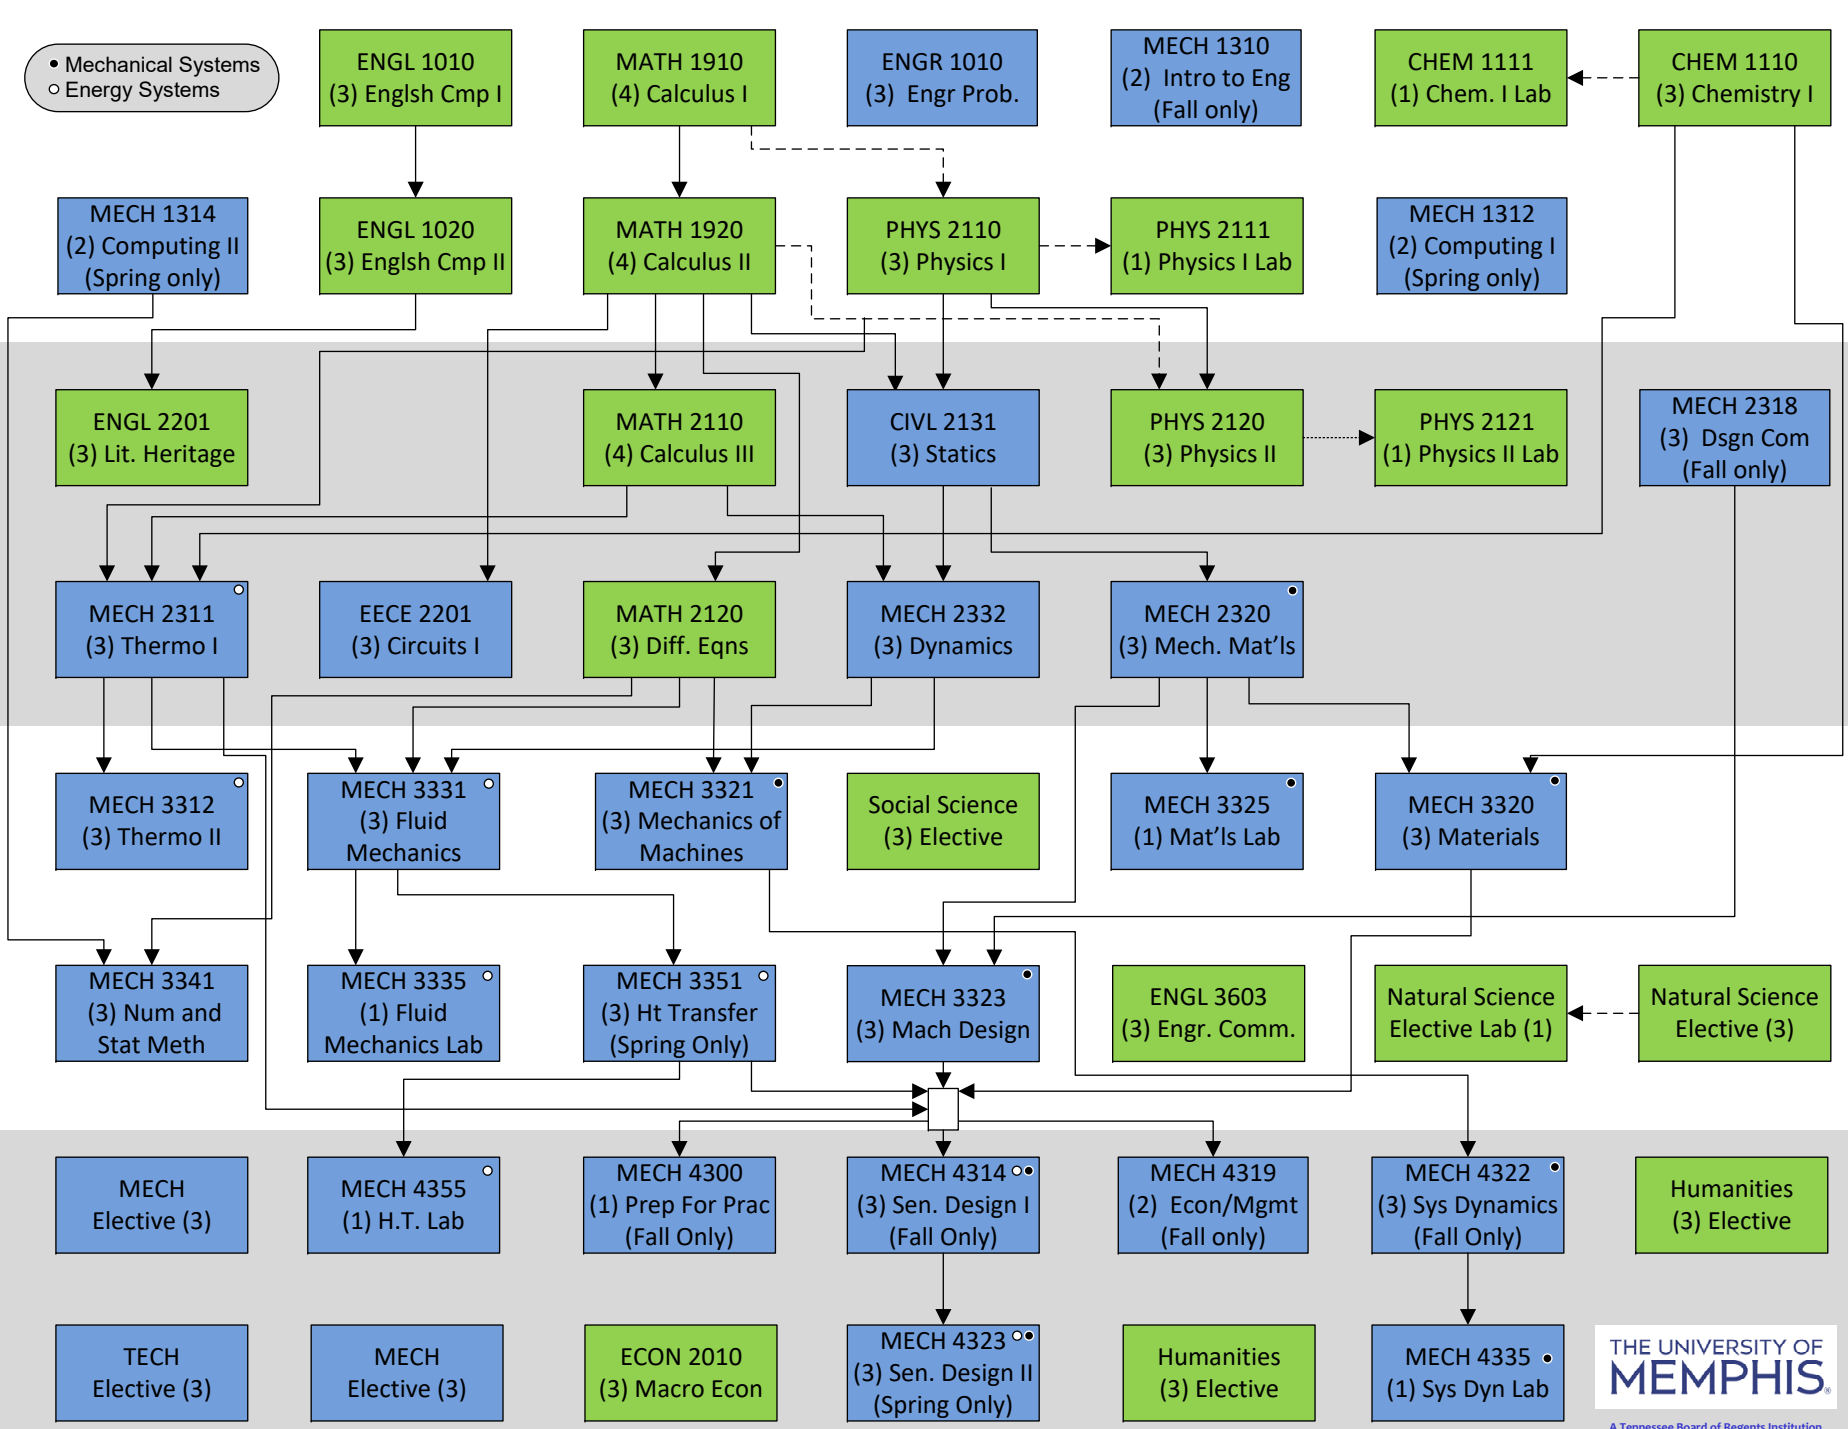 Mechanical Systems
Energy Systems
ENGL 1010
(3) Englsh Cmp I
MATH 1910
(4) Calculus I
ENGR 1010
(3) Engr Prob.
MECH 1310
(2) Intro to Eng
(Fall only)
CHEM 1111
(1) Chem. I Lab
CHEM 1110
(3) Chemistry I
MECH 1314
(2) Computing II
(Spring only)
ENGL 1020
(3) Englsh Cmp II
MATH 1920
(4) Calculus II
PHYS 2110
(3) Physics I
PHYS 2111
(1) Physics I Lab
MECH 1312
(2) Computing I
(Spring only)
ENGL 2201
(3) Lit. Heritage
MATH 2110
(4) Calculus III
CIVL 2131
(3) Statics
PHYS 2120
(3) Physics II
PHYS 2121
(1) Physics II Lab
MECH 2318
(3) Dsgn Com
(Fall only)
MECH 2311
(3) Thermo I
EECE 2201
(3) Circuits I
MATH 2120
(3) Diff. Eqns
MECH 2332
(3) Dynamics
MECH 2320
(3) Mech. Mat'ls
MECH 3312
(3) Thermo II
MECH 3331
(3) Fluid
Mechanics
MECH 3321
(3) Mechanics of
Machines
Social Science
(3) Elective
MECH 3325
(1) Mat'ls Lab
MECH 3320
(3) Materials
MECH 3341
(3) Num and
Stat Meth
MECH 3335
(1) Fluid
Mechanics Lab
MECH 3351
(3) Ht Transfer
(Spring Only)
MECH 3323
(3) Mach Design
ENGL 3603
(3) Engr. Comm.
Natural Science
Elective Lab (1)
Natural Science
Elective (3)
MECH
Elective (3)
MECH 4355
(1) H.T. Lab
MECH 4300
(1) Prep For Prac
(Fall Only)
MECH 4314
(3) Sen. Design I
(Fall Only)
MECH 4319
(2) Econ/Mgmt
(Fall only)
MECH 4322
(3) Sys Dynamics
(Fall Only)
Humanities
(3) Elective
TECH
Elective (3)
MECH
Elective (3)
ECON 2010
(3) Macro Econ
MECH 4323
(3) Sen. Design II
(Spring Only)
Humanities
(3) Elective
MECH 4335
(1) Sys Dyn Lab
THE UNIVERSITY OF
MEMPHIS®
A Tennessee Board of Regents Institution